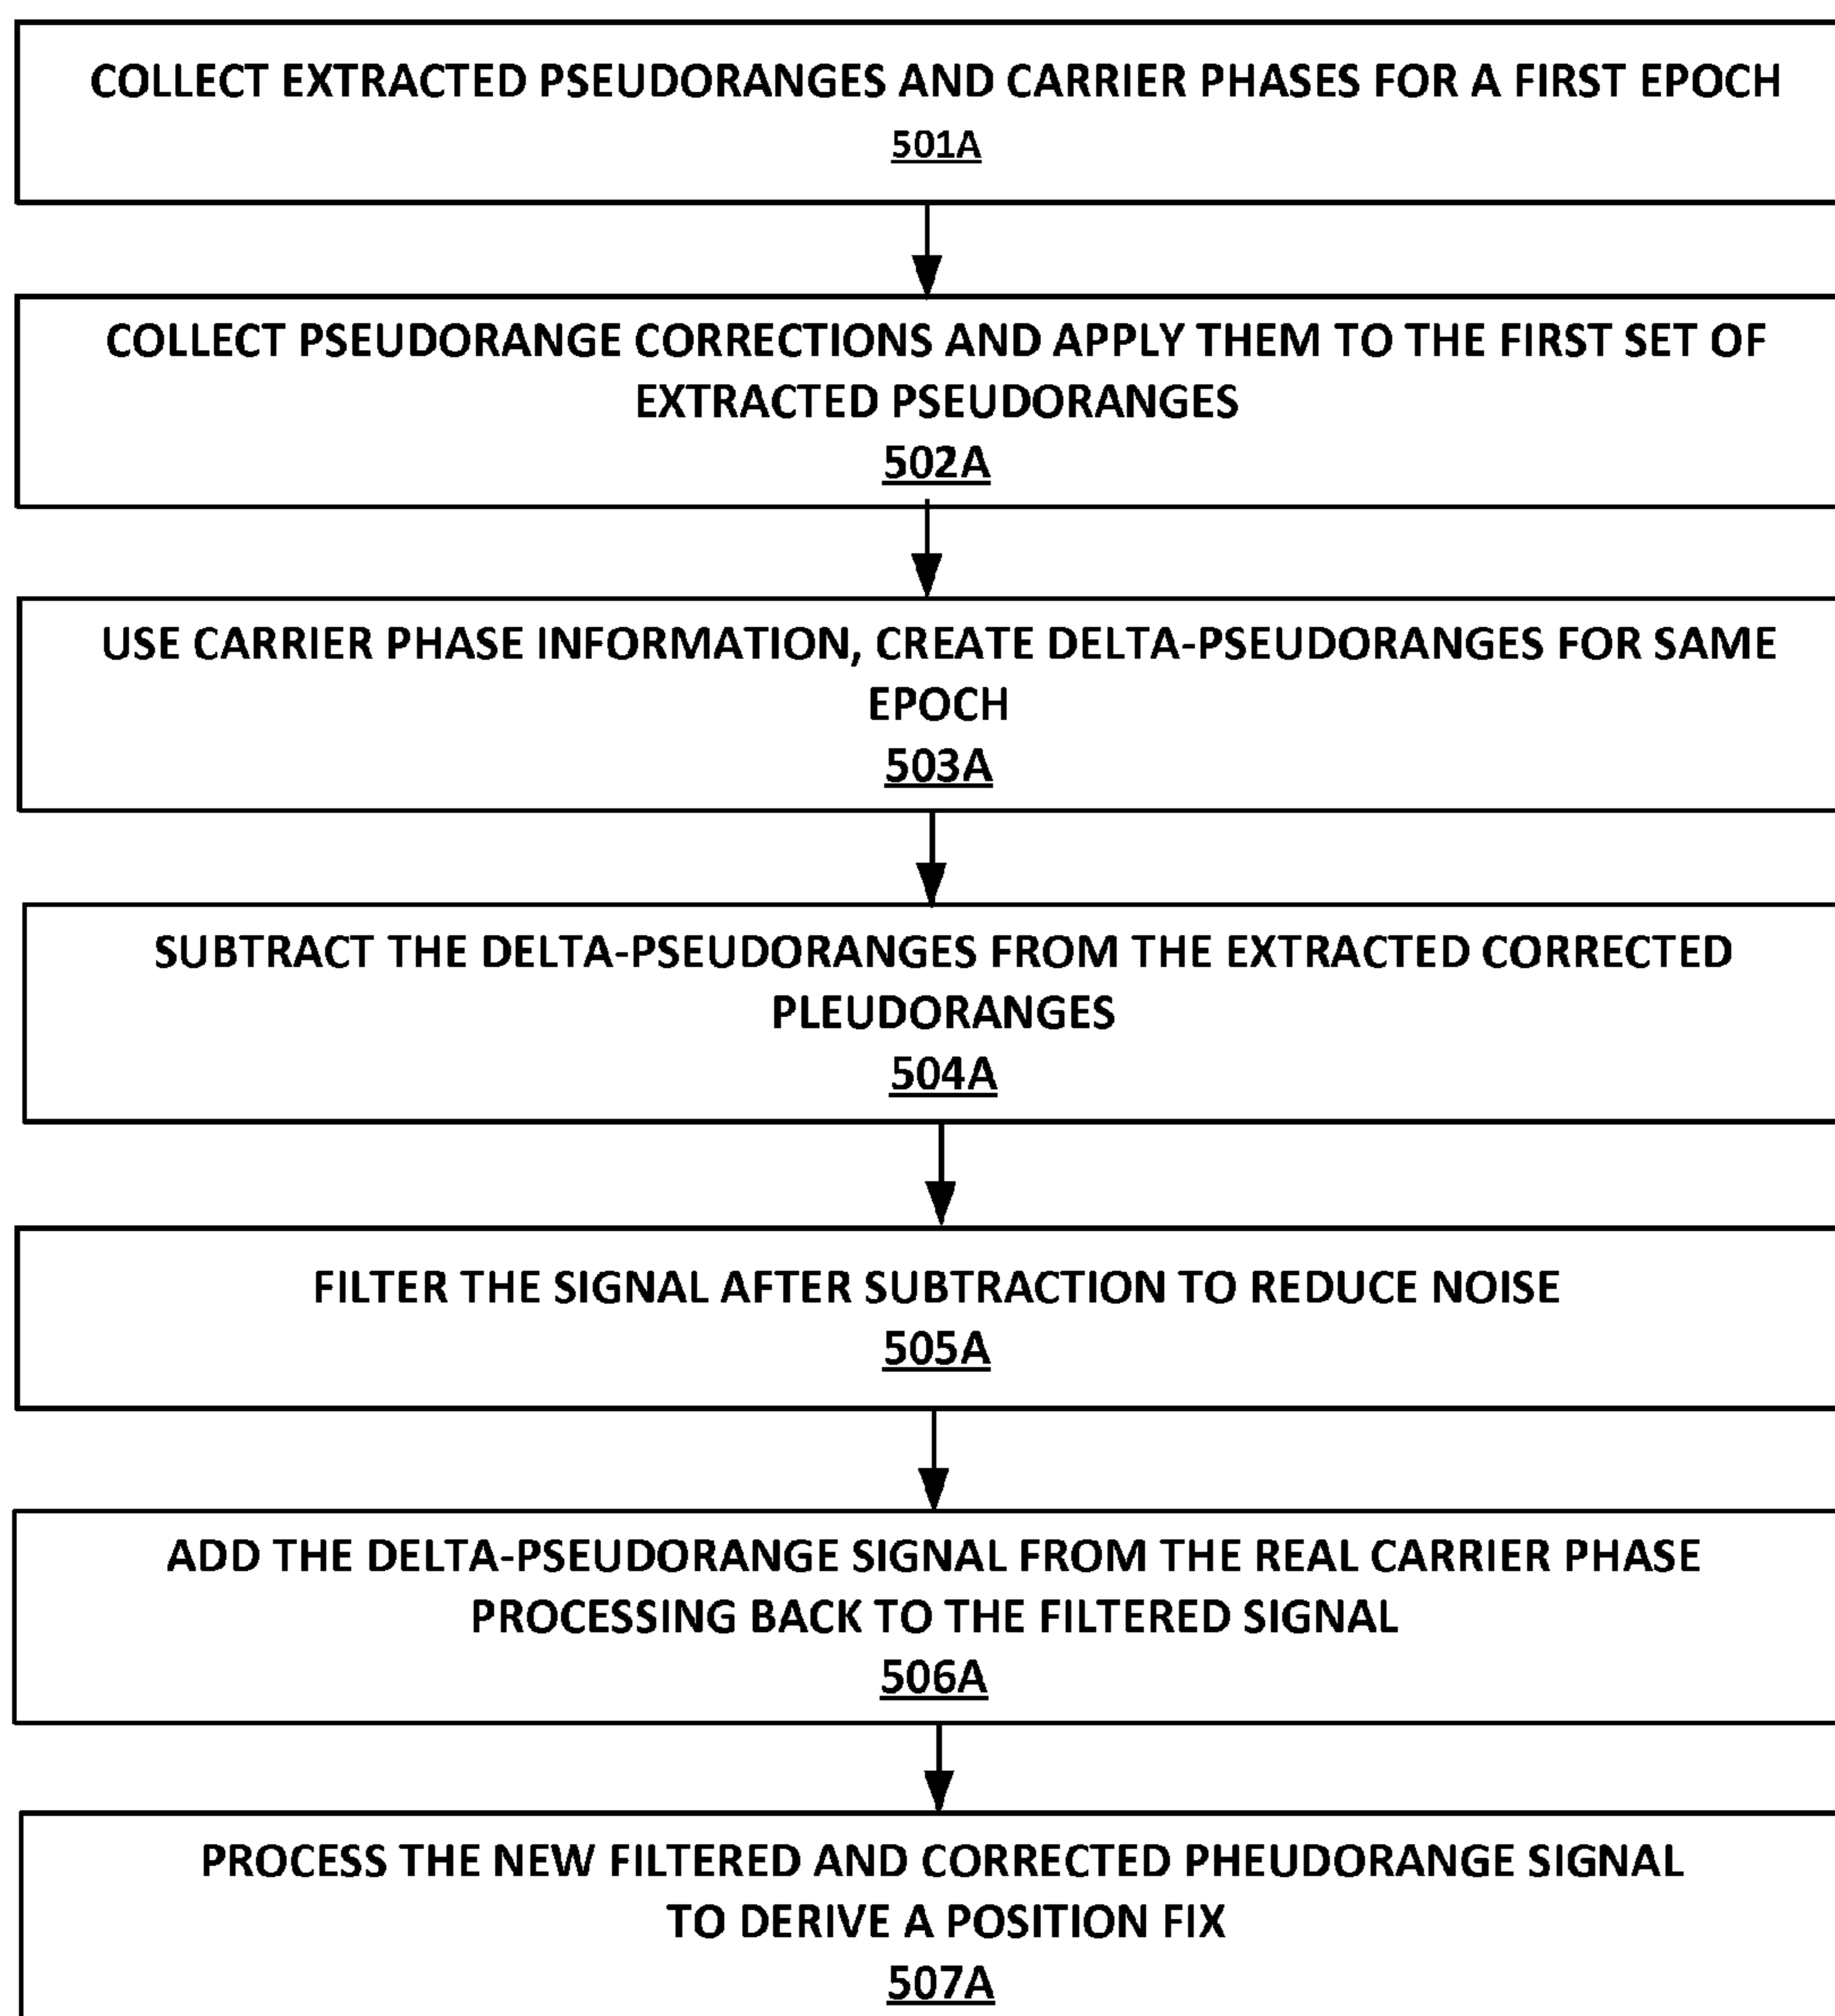 COLLECT EXTRACTED PSEUDORANGES AND CARRIER PHASES FOR A FIRST EPOCH
501A
COLLECT PSEUDORANGE CORRECTIONS AND APPLY THEM TO THE FIRST SET OF
EXTRACTED PSEUDORANGES
502A
USE CARRIER PHASE INFORMATION, CREATE DELTA-PSEUDORANGES FOR SAME
EPOCH
503A
SUBTRACT THE DELTA-PSEUDORANGES FROM THE EXTRACTED CORRECTED
PLEUDORANGES
504A
FILTER THE SIGNAL AFTER SUBTRACTION TO REDUCE NOISE
505A
ADD THE DELTA-PSEUDORANGE SIGNAL FROM THE REAL CARRIER PHASE
PROCESSING BACK TO THE FILTERED SIGNAL
506A
PROCESS THE NEW FILTERED AND CORRECTED PHEUDORANGE SIGNAL
TO DERIVE A POSITION FIX
507A